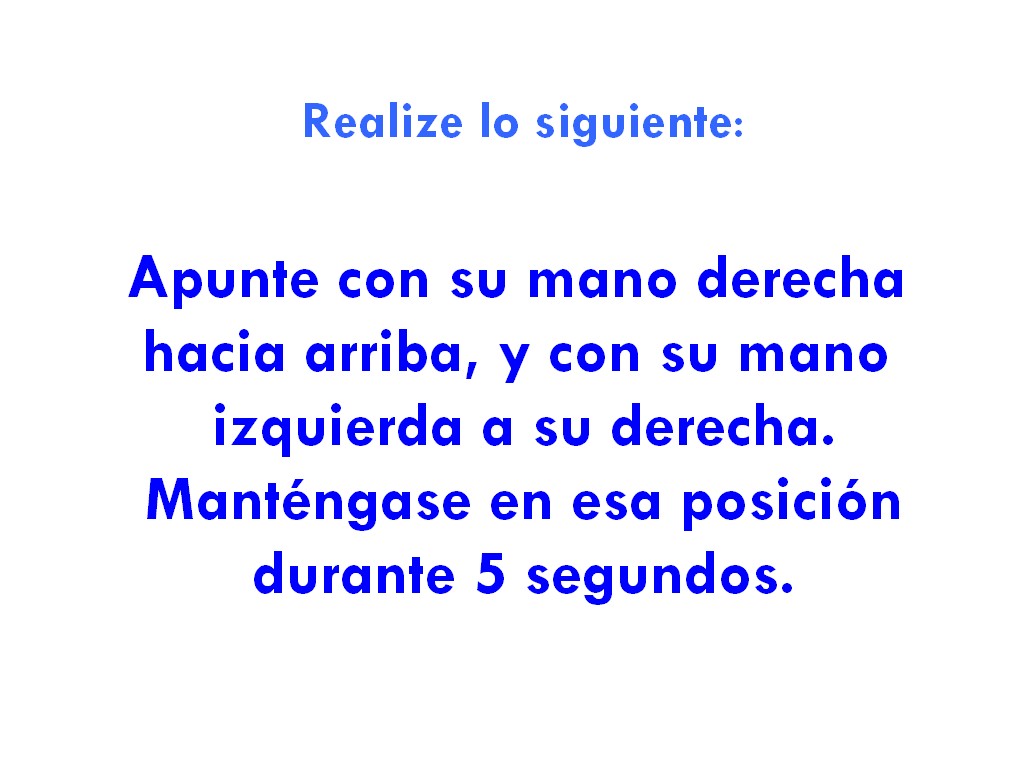 Realize lo siguiente:
Apunte con su mano derecha
hacia arriba, y con su mano
izquierda a su derecha.
Manténgase en esa posición
durante 5 segundos.